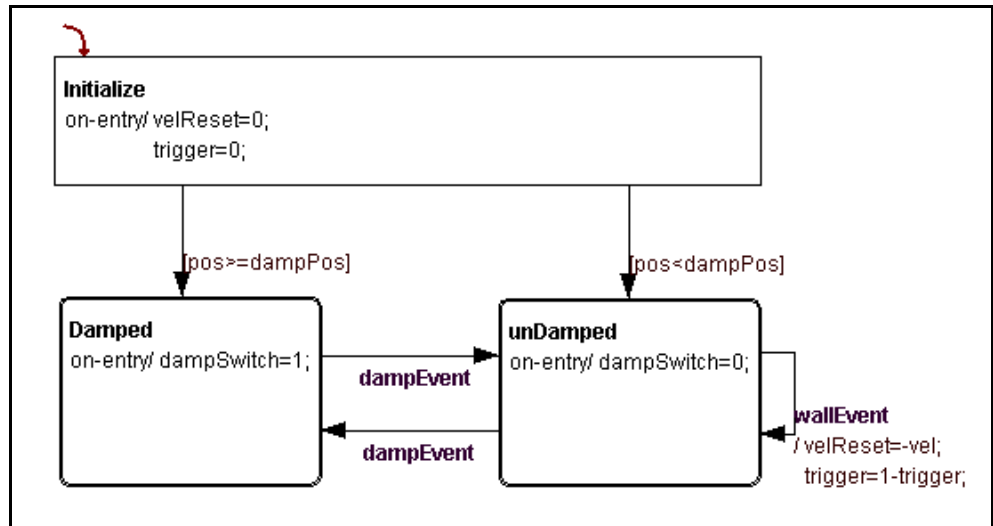 Initialize
on-entry/ velReset=0;
trigger=0;
[pos>=dampPos]
[pos<dampPos]
Damped
on-entry/ dampSwitch=1;
dampEvent
dampEvent
unDamped
on-entry/ dampSwitch=0;
wallEvent
/ velReset=-vel;
trigger=1-trigger;